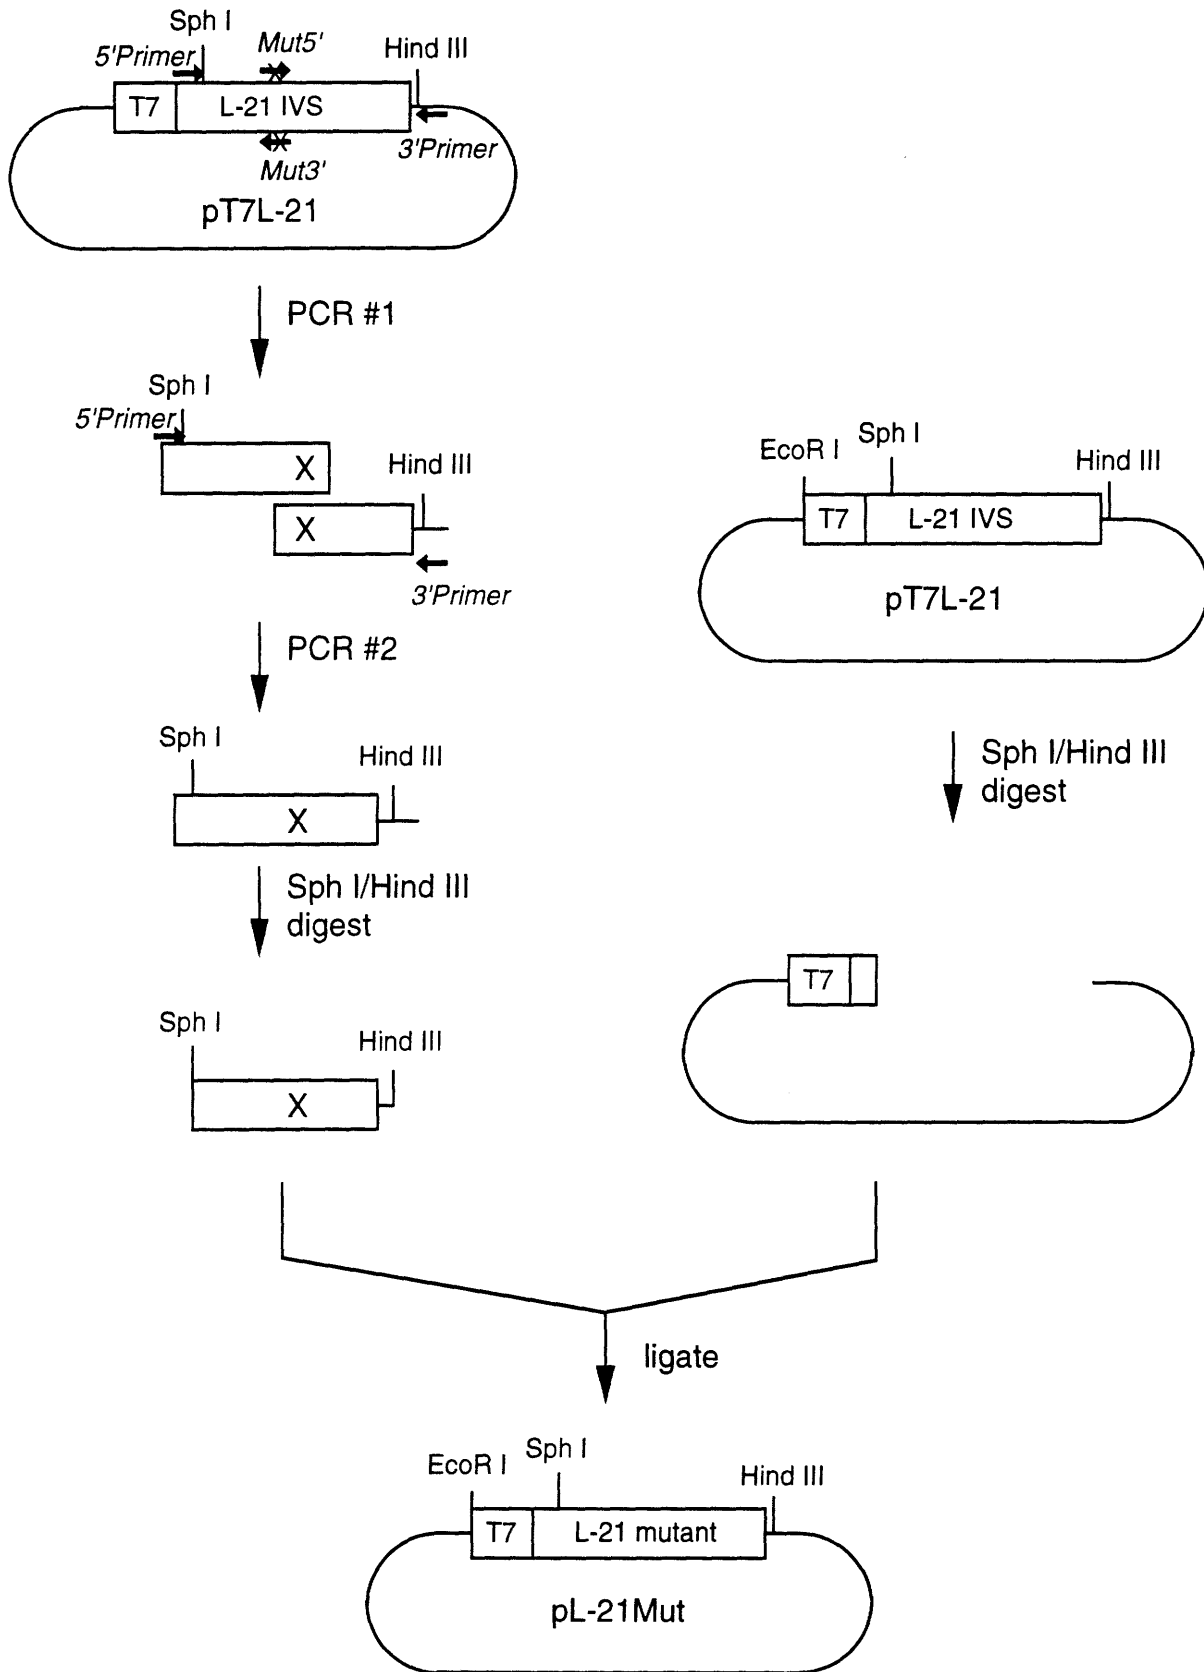 Sph I
5'Primer
Mut5'
Hind III
T7
L-21 IVS
Mut3'
3'Primer
pT7L-21
PCR #1
Sph I
5'Primer
X
Hind III
X
3'Primer
PCR #2
Sph I
Hind III
X
Sph I/Hind III
digest
Sph I
Hind III
X
EcoR I
Sph I
Hind III
T7
L-21 IVS
pT7L-21
Sph I/Hind III
digest
T7
ligate
EcoR I
Sph I
Hind III
T7
L-21 mutant
pL-21Mut